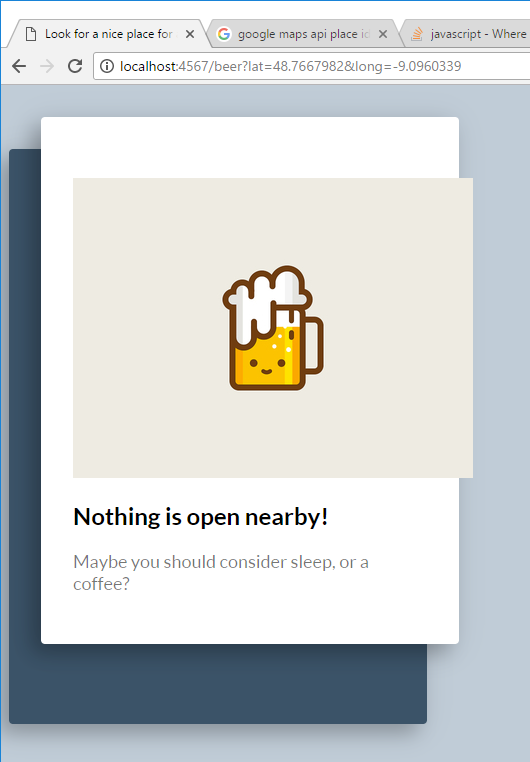 Look for a nice place for
google maps api place id
javascript - Where
localhost:4567/beer?lat=48.7667982&long=-9.0960339
Nothing is open nearby!
Maybe you should consider sleep, or a
coffee?